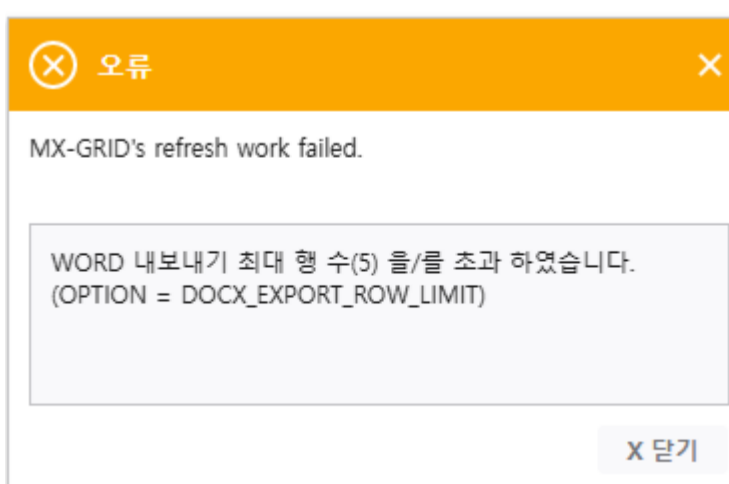 오류
MX-GRID's refresh work failed.
WORD 내보내기 최대 행 수(5) 을/를 초과 하였습니다.
(OPTION = DOCX_EXPORT_ROW_LIMIT)
X 닫기